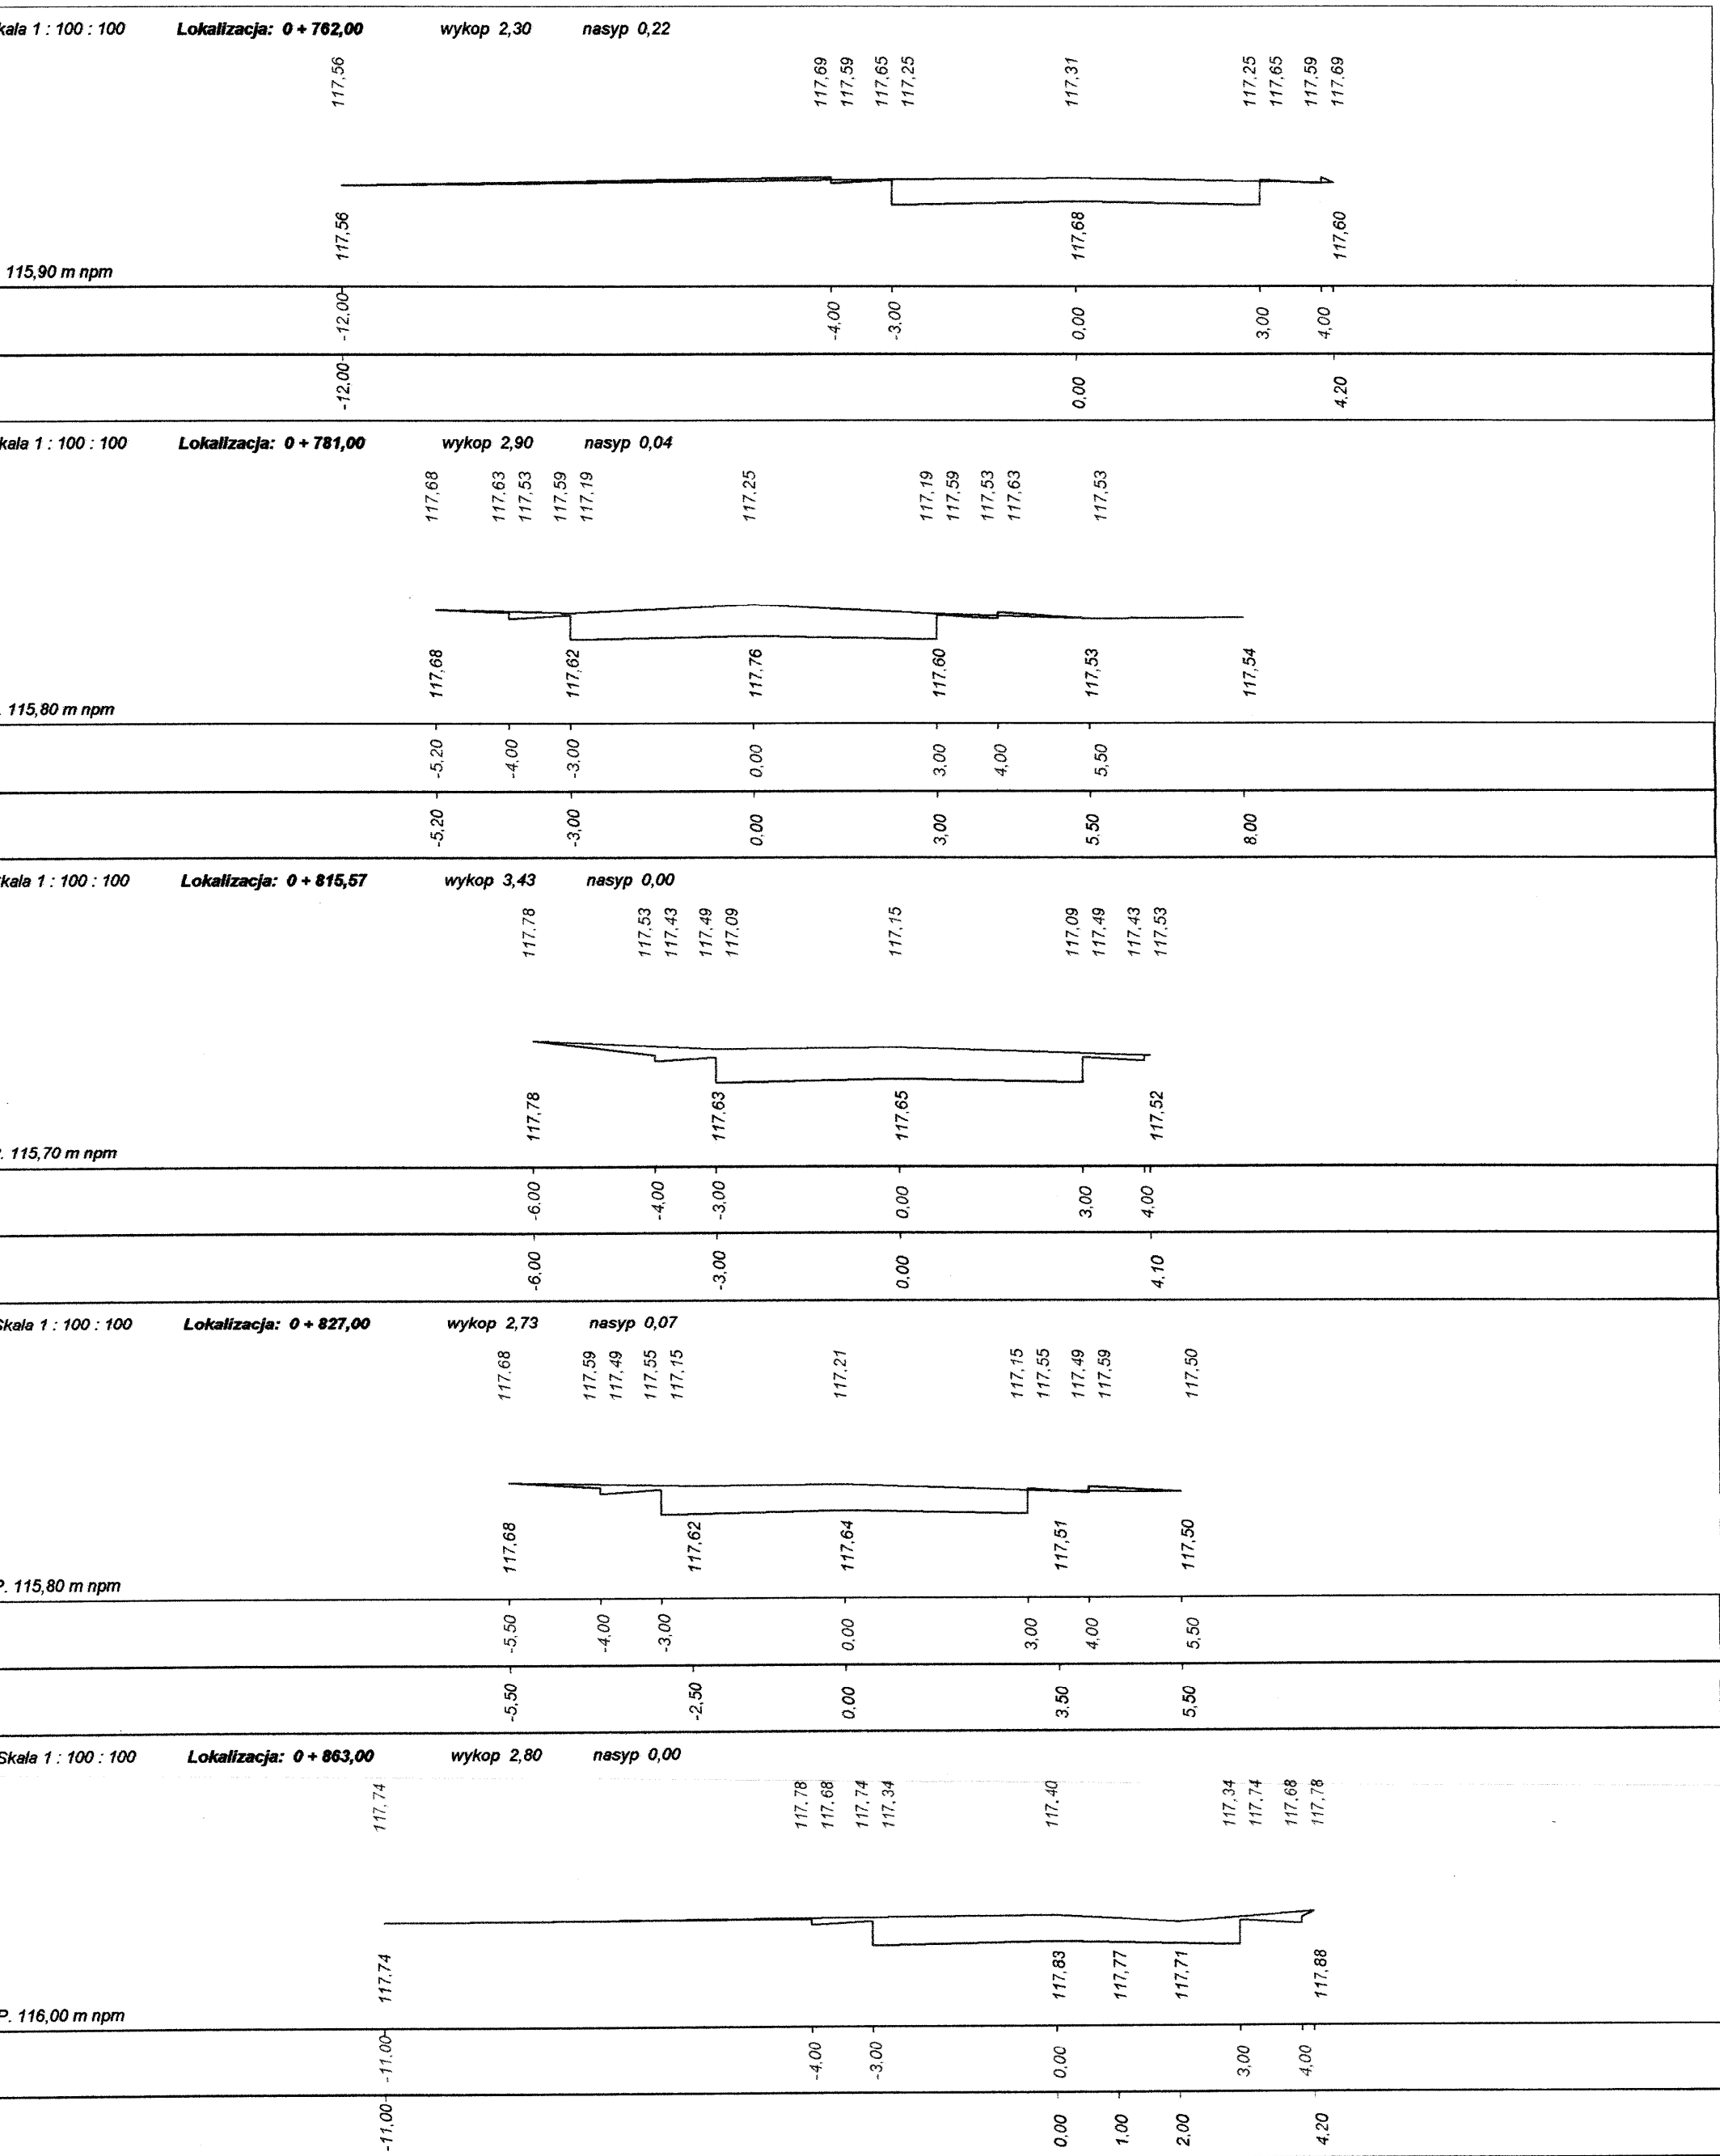 kala 1 : 100 : 100 Lokalizacja: 0 + 762,00 wykop 2,30 nasyp 0,22
117,56 117,69 117,59 117,65 117,25 117,31 117,25 117,65 117,59 117,69
117,56 117,68 117,60
115,90 m npm
-12,00 -4,00 -3,00 0,00 3,00 4,00
-12,00 0,00 4,20
kala 1 : 100 : 100 Lokalizacja: 0 + 781,00 wykop 2,90 nasyp 0,04
117,68 117,63 117,53 117,59 117,19 117,25 117,19 117,59 117,53 117,63 117,53
117,68 117,62 117,76 117,60 117,53 117,54
. 115,80 m npm
-5,20 -4,00 -3,00 0,00 3,00 4,00 5,50
-5,20 -3,00 0,00 3,00 5,50 8,00
kala 1 : 100 : 100 Lokalizacja: 0 + 815,57 wykop 3,43 nasyp 0,00
117,78 117,53 117,43 117,49 117,09 117,15 117,09 117,49 117,43 117,53
117,78 117,63 117,65 117,52
. 115,70 m npm
-6,00 -4,00 -3,00 0,00 3,00 4,00
-6,00 -3,00 0,00 4,10
Skala 1 : 100 : 100 Lokalizacja: 0 + 827,00 wykop 2,73 nasyp 0,07
117,68 117,59 117,49 117,55 117,15 117,21 117,15 117,55 117,49 117,59 117,50
117,68 117,62 117,64 117,51 117,50
P. 115,80 m npm
-5,50 -4,00 -3,00 0,00 3,00 4,00 5,50
-5,50 -2,50 0,00 3,50 5,50
Skala 1 : 100 : 100 Lokalizacja: 0 + 863,00 wykop 2,80 nasyp 0,00
117,74 117,78 117,68 117,74 117,34 117,40 117,34 117,74 117,68 117,78
117,74 117,83 117,77 117,71 117,88
P. 116,00 m npm
-11,00 -4,00 -3,00 0,00 3,00 4,00
-11,00 0,00 1,00 2,00 4,20